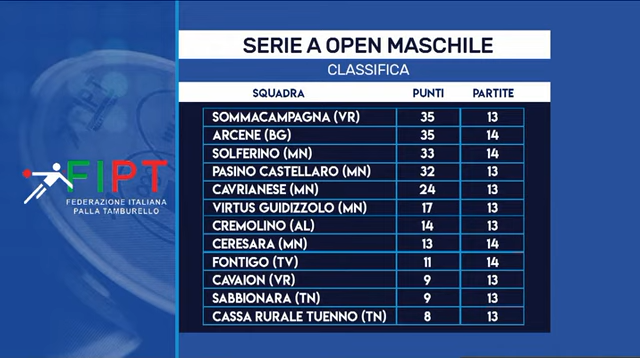 SERIE A OPEN MASCHILE
CLASSIFICA
SQUADRA PUNTI PARTITE
SOMMACAMPAGNA (VR) 35 13
ARCENE (BG) 35 14
SOLFERINO (MN) 33 14
PASINO CASTELLARO (MN) 32 13
CAVRIANESE (MN) 24 13
VIRTUS GUIDIZZOLO (MN) 17 13
CREMOLINO (AL) 14 13
CERESARA (MN) 13 14
FONTIGO (TV) 11 14
CAVAION (VR) 9 13
SABBIONARA (TN) 9 13
CASSA RURALE TUENNO (TN) 8 13
FIPT
FEDERAZIONE ITALIANA
PALLA TAMBURELLO